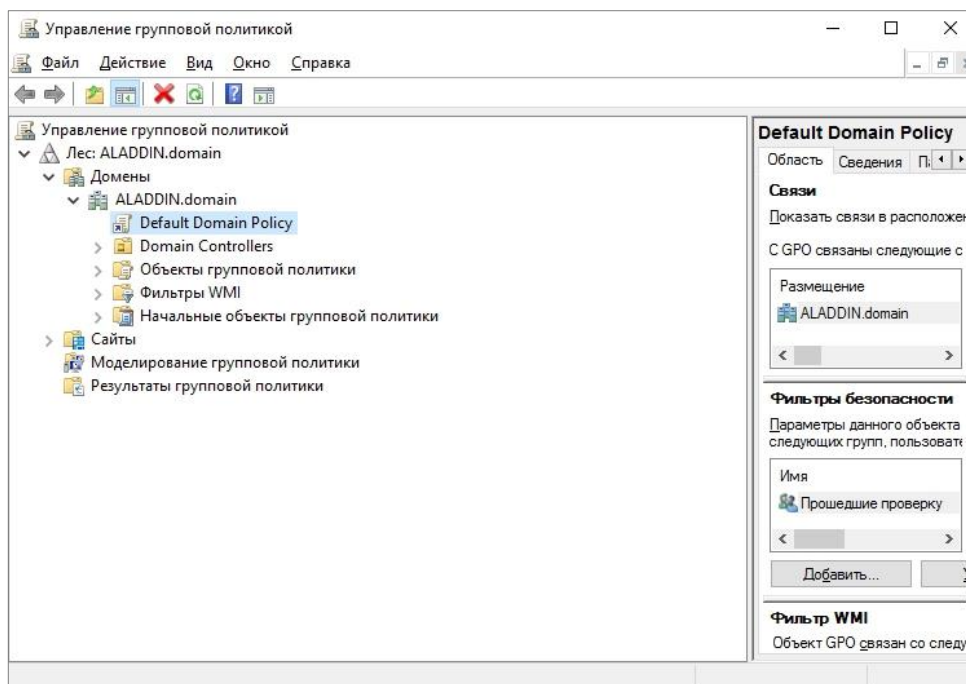 Управление групповой политикой
Файл Действие Вид Окно Справка
Управление групповой политикой
Лес: ALADDIN.domain
Домены
ALADDIN.domain
Default Domain Policy
Domain Controllers
Объекты групповой политики
Фильтры WMI
Начальные объекты групповой политики
Сайты
Моделирование групповой политики
Результаты групповой политики
Default Domain Policy
Область Сведения
Связи
Показать связи в
С GPO связаны следующие
Размещение
ALADDIN.domain
Фильтры безопасности
Параметры данного объекта
следующих групп,
Имя
Прошедшие проверку
Добавить...
Фильтр WMI
Объект GPO связан со